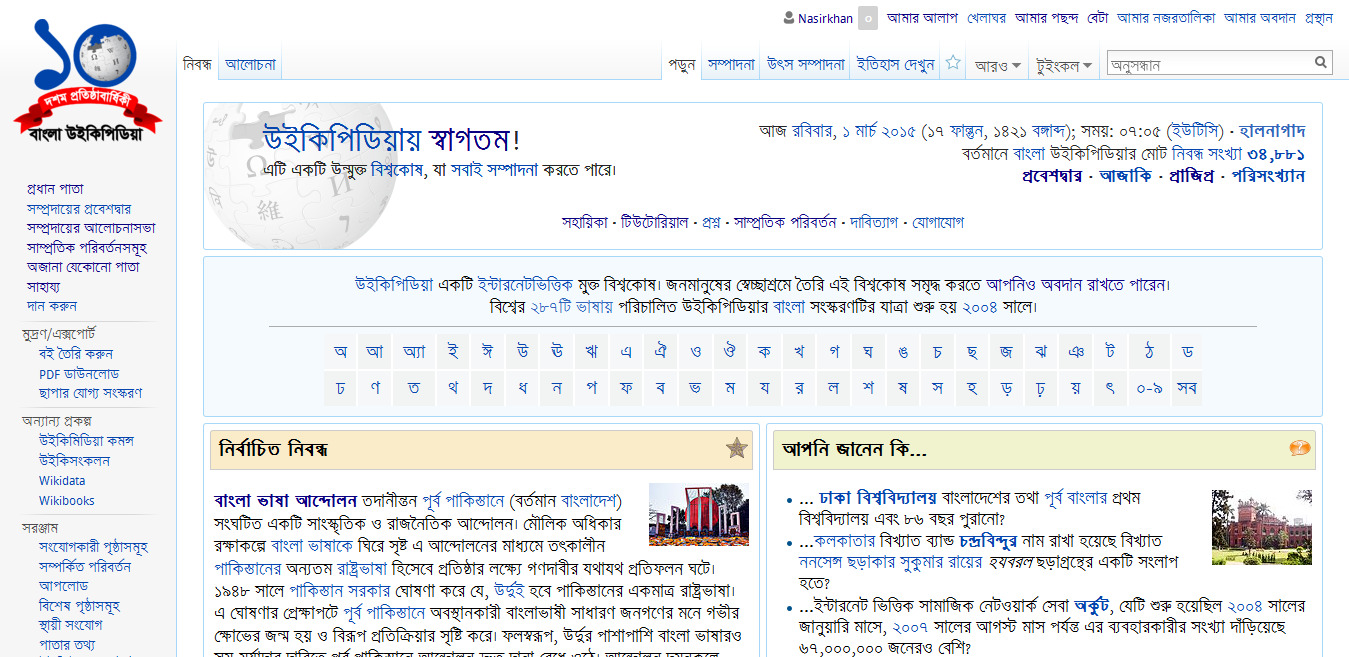 Nasirkhan ০ আমার আলাপ খেলাঘর আমার পছন্দ বেটা আমার নজরতালিকা আমার অবদান প্রস্থান
নিবন্ধ আলোচনা পড়ুন সম্পাদনা উৎস সম্পাদনা ইতিহাস দেখুন আরও টুইংকল অনুসন্ধান
১০
দশম প্রতিষ্ঠাবার্ষিকী
বাংলা উইকিপিডিয়া
প্রধান পাতা
সম্প্রদায়ের প্রবেশদ্বার
সম্প্রদায়ের আলোচনাসভা
সাম্প্রতিক পরিবর্তনসমূহ
অজানা যেকোনো পাতা
সাহায্য
দান করুন
মুদ্রণ/এক্সপোর্ট
বই তৈরি করুন
PDF ডাউনলোড
ছাপার যোগ্য সংস্করণ
অন্যান্য প্রকল্প
উইকিমিডিয়া কমন্স
উইকিসংকলন
Wikidata
Wikibooks
সরঞ্জাম
সংযোগকারী পৃষ্ঠাসমূহ
সম্পর্কিত পরিবর্তন
আপলোড
বিশেষ পৃষ্ঠাসমূহ
স্থায়ী সংযোগ
পাতার তথ্য
উইকিপিডিয়ায় স্বাগতম!
এটি একটি উন্মুক্ত বিশ্বকোষ, যা সবাই সম্পাদনা করতে পারে।
আজ রবিবার, ১ মার্চ ২০১৫ (১৭ ফাল্গুন, ১৪২১ বঙ্গাব্দ); সময়: ০৭:০৫ (ইউটিসি) · হালনাগাদ
বর্তমানে বাংলা উইকিপিডিয়ার মোট নিবন্ধ সংখ্যা ৩৪,৮৮১
প্রবেশদ্বার · আজাকি · প্রাজিপ্র · পরিসংখ্যান
সহায়িকা · টিউটোরিয়াল · প্রশ্ন · সাম্প্রতিক পরিবর্তন · দাবিত্যাগ · যোগাযোগ
উইকিপিডিয়া একটি ইন্টারনেটভিত্তিক মুক্ত বিশ্বকোষ। জনমানুষের স্বেচ্ছাশ্রমে তৈরি এই বিশ্বকোষ সমৃদ্ধ করতে আপনিও অবদান রাখতে পারেন।
বিশ্বের ২৮৭টি ভাষায় পরিচালিত উইকিপিডিয়ার বাংলা সংস্করণটির যাত্রা শুরু হয় ২০০৪ সালে।
অ আ অ্যা ই ঈ উ ঊ ঋ এ ঐ ও ঔ ক খ গ ঘ ঙ চ ছ জ ঝ ঞ ট ঠ ড
ঢ ণ ত থ দ ধ ন প ফ ব ভ ম য র ল শ ষ স হ ড় ঢ় য় ৎ ০-৯ সব
নির্বাচিত নিবন্ধ
বাংলা ভাষা আন্দোলন তদানীন্তন পূর্ব পাকিস্তানে (বর্তমান বাংলাদেশ)
সংঘটিত একটি সাংস্কৃতিক ও রাজনৈতিক আন্দোলন। মৌলিক অধিকার
রক্ষাকল্পে বাংলা ভাষাকে ঘিরে সৃষ্ট এ আন্দোলনের মাধ্যমে তৎকালীন
পাকিস্তানের অন্যতম রাষ্ট্রভাষা হিসেবে প্রতিষ্ঠার লক্ষ্যে গণদাবীর যথাযথ প্রতিফলন ঘটে।
১৯৪৮ সালে পাকিস্তান সরকার ঘোষণা করে যে, উর্দুই হবে পাকিস্তানের একমাত্র রাষ্ট্রভাষা।
এ ঘোষণার প্রেক্ষাপটে পূর্ব পাকিস্তানে অবস্থানকারী বাংলাভাষী সাধারণ জনগণের মনে গভীর
ক্ষোভের জন্ম হয় ও বিরূপ প্রতিক্রিয়ার সৃষ্টি করে। ফলস্বরূপ, উর্দুর পাশাপাশি বাংলা ভাষারও
আপনি জানেন কি...
... ঢাকা বিশ্ববিদ্যালয় বাংলাদেশের তথা পূর্ব বাংলার প্রথম
বিশ্ববিদ্যালয় এবং ৮৬ বছর পুরানো?
...কলকাতার বিখ্যাত ব্যান্ড চন্দ্রবিন্দুর নাম রাখা হয়েছে বিখ্যাত
ননসেন্স ছড়াকার সুকুমার রায়ের হযবরল ছড়াগ্রন্থের একটি সংলাপ
হতে?
...ইন্টারনেট ভিত্তিক সামাজিক নেটওয়ার্ক সেবা অর্কুট, যেটি শুরু হয়েছিল ২০০৪ সালের
জানুয়ারি মাসে, ২০০৭ সালের আগস্ট মাস পর্যন্ত এর ব্যবহারকারীর সংখ্যা দাঁড়িয়েছে
৬৭,০০০,০০০ জনেরও বেশি?